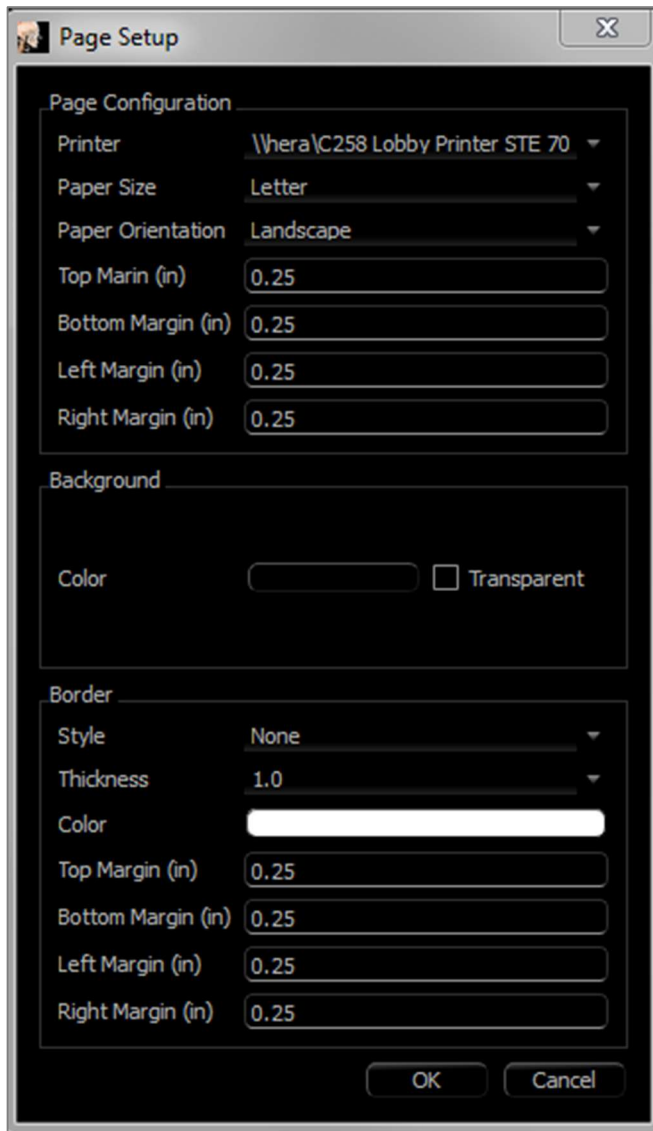 Page Setup
Page Configuration
Printer \\hera\C258 Lobby Printer STE 70
Paper Size Letter
Paper Orientation Landscape
Top Marin (in) 0.25
Bottom Margin (in) 0.25
Left Margin (in) 0.25
Right Margin (in) 0.25
Background
Color Transparent
Border
Style None
Thickness 1.0
Color
Top Margin (in) 0.25
Bottom Margin (in) 0.25
Left Margin (in) 0.25
Right Margin (in) 0.25
OK Cancel